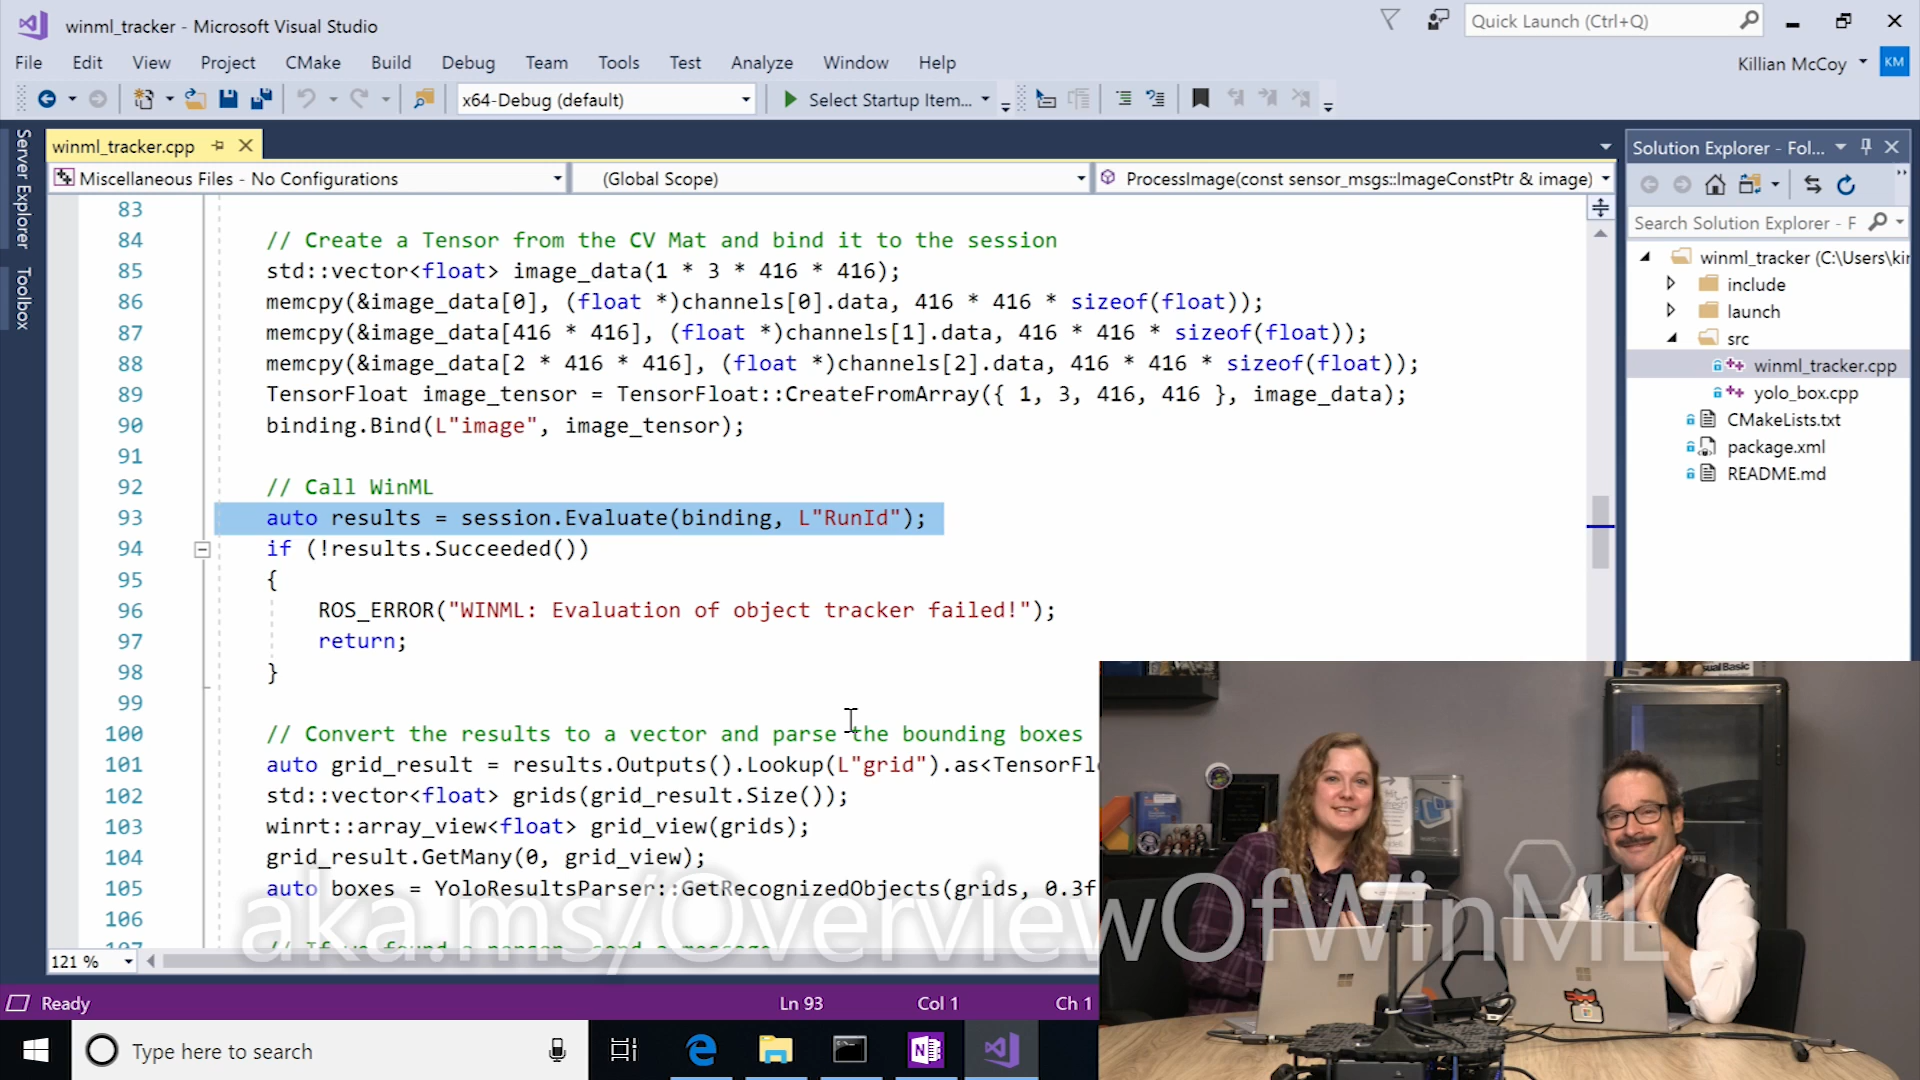 winml_tracker - Microsoft Visual Studio
Quick Launch (Ctrl+Q)
File Edit View Project CMake Build Debug Team Tools Test Analyze Window Help
Killian McCoy
KM
x64-Debug (default)
Select Startup Item...
Server Explorer
Toolbox
winml_tracker.cpp
Miscellaneous Files - No Configurations
(Global Scope)
ProcessImage(const sensor_msgs::ImageConstPtr & image)
83
84 // Create a Tensor from the CV Mat and bind it to the session
85 std::vector<float> image_data(1 * 3 * 416 * 416);
86 memcpy(&image_data[0], (float *)channels[0].data, 416 * 416 * sizeof(float));
87 memcpy(&image_data[416 * 416], (float *)channels[1].data, 416 * 416 * sizeof(float));
88 memcpy(&image_data[2 * 416 * 416], (float *)channels[2].data, 416 * 416 * sizeof(float));
89 TensorFloat image_tensor = TensorFloat::CreateFromArray({ 1, 3, 416, 416 }, image_data);
90 binding.Bind(L"image", image_tensor);
91
92 // Call WinML
93 auto results = session.Evaluate(binding, L"RunId");
94 if (!results.Succeeded())
95 {
96 ROS_ERROR("WINML: Evaluation of object tracker failed!");
97 return;
98 }
99
100 // Convert the results to a vector and parse the bounding boxes
101 auto grid_result = results.Outputs().Lookup(L"grid").as<TensorFl
102 std::vector<float> grids(grid_result.Size());
103 winrt::array_view<float> grid_view(grids);
104 grid_result.GetMany(0, grid_view);
105 auto boxes = YoloResultsParser::GetRecognizedObjects(grids, 0.3f
106
107 // If we found a person, send a message
aka.ms/OverviewOfWinML
121 %
Solution Explorer - Fol...
Search Solution Explorer - F
winml_tracker (C:\Users\kir
include
launch
src
winml_tracker.cpp
yolo_box.cpp
CMakeLists.txt
package.xml
README.md
Ready
Ln 93
Col 1
Ch 1
Type here to search